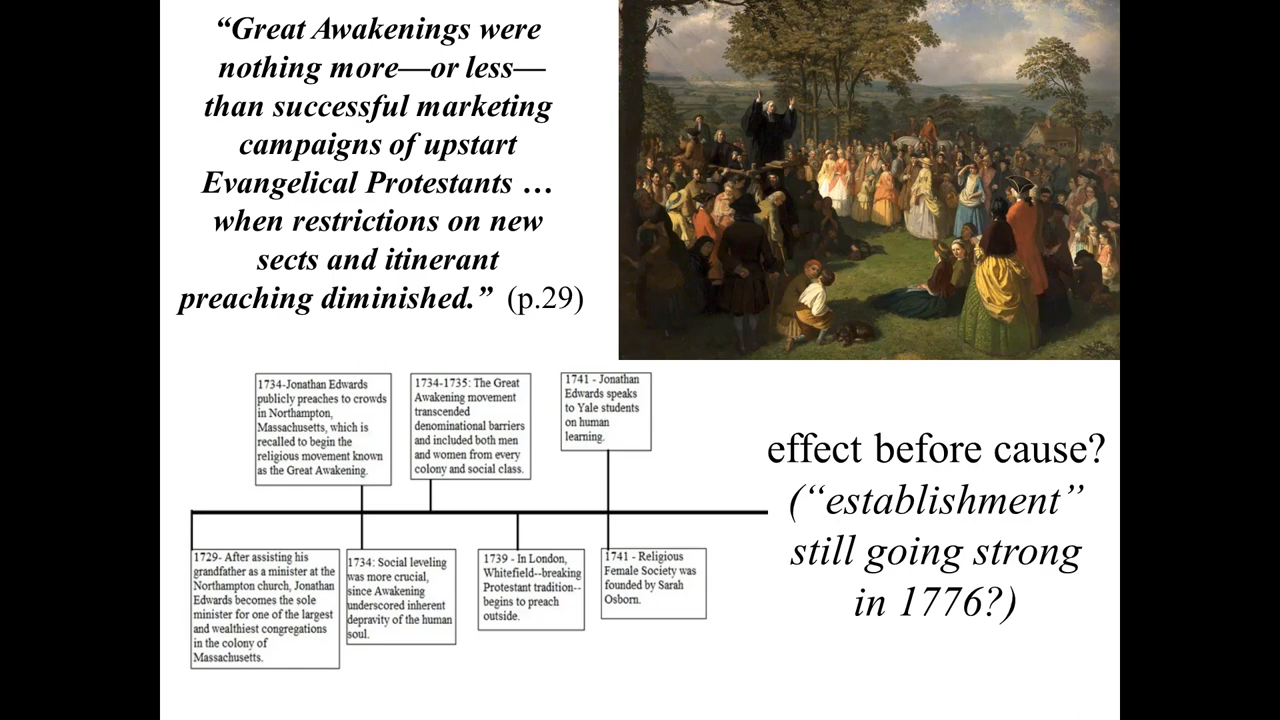 “Great Awakenings were
nothing more—or less—
than successful marketing
campaigns of upstart
Evangelical Protestants …
when restrictions on new
sects and itinerant
preaching diminished.” (p.29)
1734-Jonathan Edwards
publicly preaches to crowds
in Northampton,
Massachusetts, which is
recalled to begin the
religious movement known
as the Great Awakening.
1734-1735: The Great
Awakening movement
transcended
denominational barriers
and included both men
and women from every
colony and social class.
1741 - Jonathan
Edwards speaks
to Yale students
on human
learning.
1729- After assisting his
grandfather as a minister at the
Northampton church, Jonathan
Edwards becomes the sole
minister for one of the largest
and wealthiest congregations
in the colony of
Massachusetts.
1734: Social leveling
was more crucial,
since Awakening
underscored inherent
depravity of the human
soul.
1739 - In London,
Whitefield--breaking
Protestant tradition--
begins to preach
outside.
1741 - Religious
Female Society was
founded by Sarah
Osborn.
effect before cause?
(“establishment”
still going strong
in 1776?)